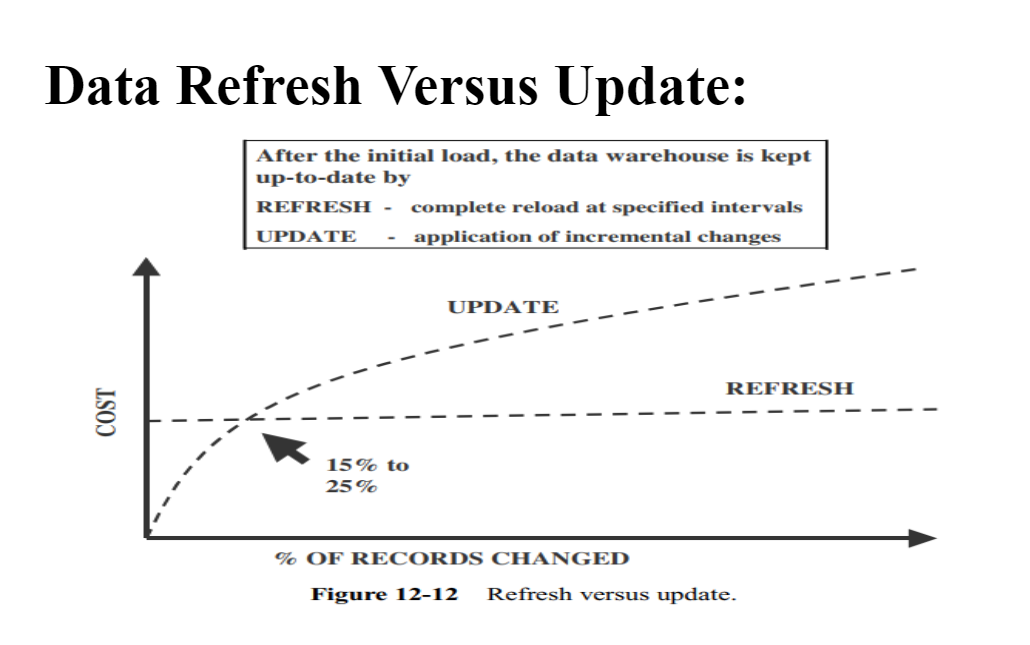 Data Refresh Versus Update:
After the initial load, the data warehouse is kept
up-to-date by
REFRESH - complete reload at specified intervals
UPDATE - application of incremental changes
UPDATE
REFRESH
COST
15% to
25%
% OF RECORDS CHANGED
Figure 12-12 Refresh versus update.